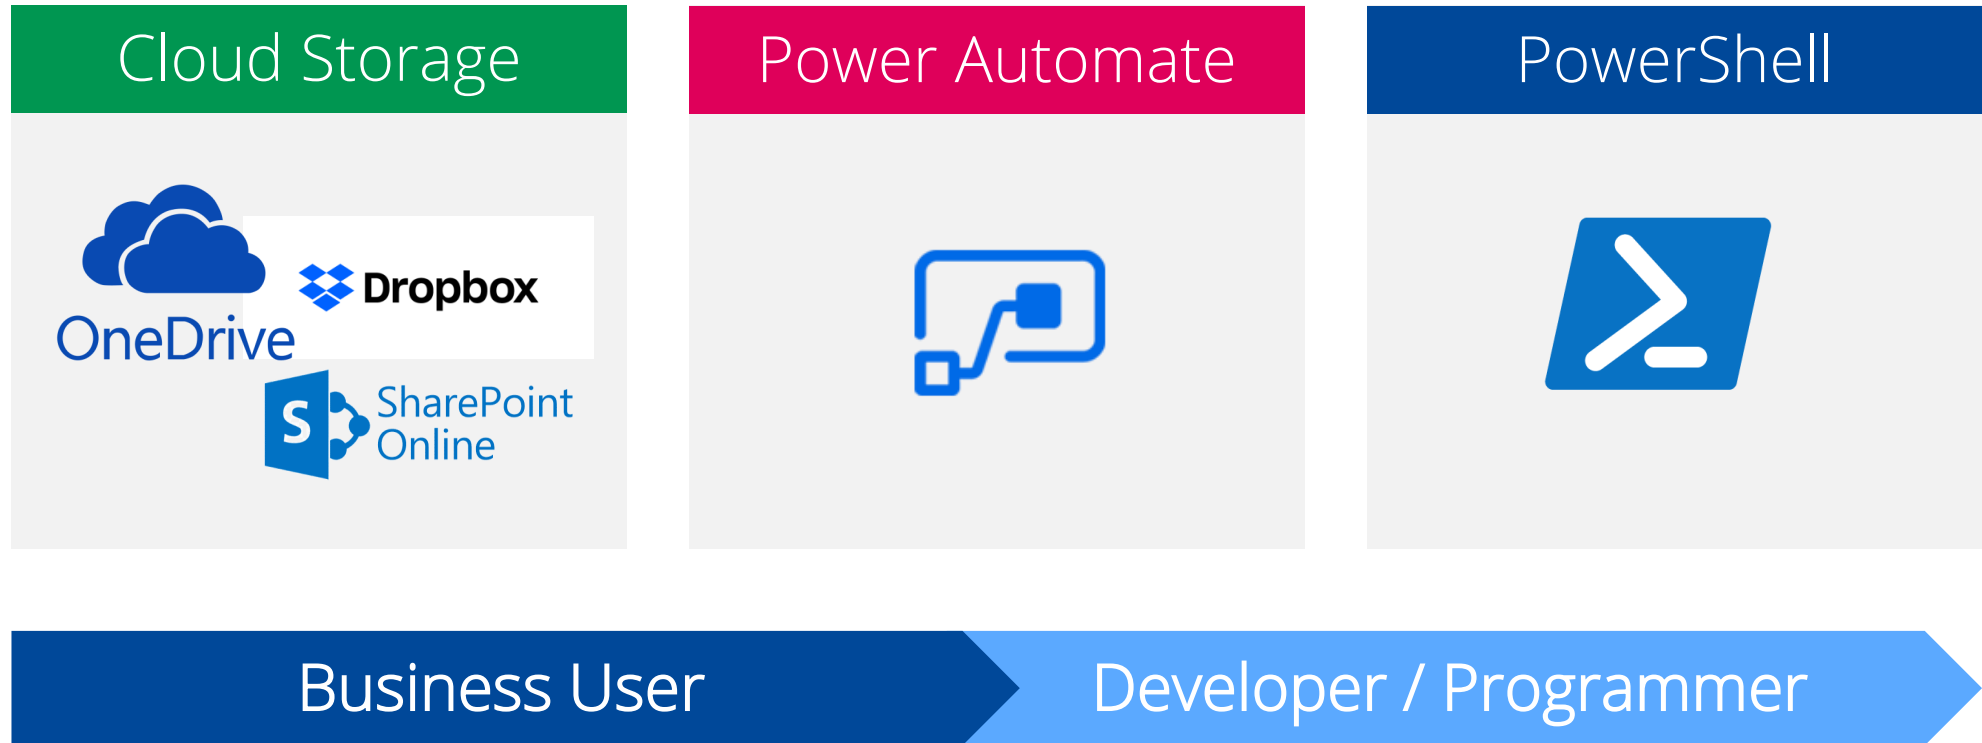 Cloud Storage
Power Automate
PowerShell
OneDrive
Dropbox
S
SharePoint
Online
Business User
Developer / Programmer